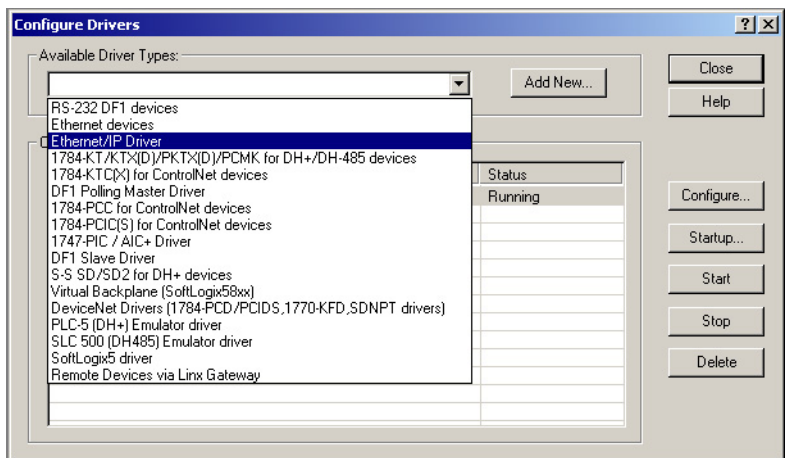 Configure Drivers
Available Driver Types:
Add New...
Close
Help
RS-232 DF1 devices
Ethernet devices
Ethernet/IP Driver
1784-KT/KTX(D)/PKTX(D)/PCMK for DH+/DH-485 devices
1784-KTC(X) for ControlNet devices
DF1 Polling Master Driver
1784-PCC for ControlNet devices
1784-PCIC(S) for ControlNet devices
1747-PIC / AIC+ Driver
DF1 Slave Driver
S-S SD/SD2 for DH+ devices
Virtual Backplane (SoftLogix58xx)
DeviceNet Drivers (1784-PCD/PCIDS,1770-KFD,SDNPT drivers)
PLC-5 (DH+) Emulator driver
SLC 500 (DH485) Emulator driver
SoftLogix5 driver
Remote Devices via Linx Gateway
Status
Running
Configure...
Startup...
Start
Stop
Delete